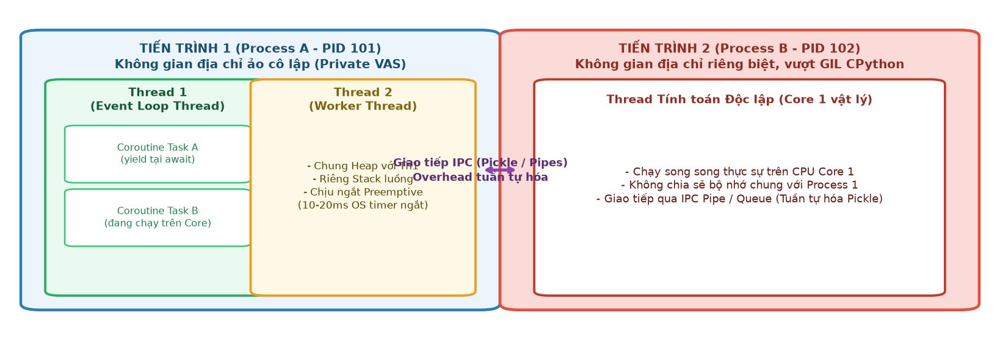 TIẾN TRÌNH 1 (Process A - PID 101)
Không gian địa chỉ ảo cô lập (Private VAS)
Thread 1
(Event Loop Thread)
Coroutine Task A
(yield tại await)
Coroutine Task B
(đang chạy trên Core)
Thread 2
(Worker Thread)
- Chung Heap với Th1
- Riêng Stack luồng
- Chịu ngắt Preemptive
(10-20ms OS timer ngắt)
Giao tiếp IPC (Pickle / Pipes)
Overhead tuần tự hóa
TIẾN TRÌNH 2 (Process B - PID 102)
Không gian địa chỉ riêng biệt, vượt GIL CPython
Thread Tính toán Độc lập (Core 1 vật lý)
- Chạy song song thực sự trên CPU Core 1
- Không chia sẻ bộ nhớ chung với Process 1
- Giao tiếp qua IPC Pipe / Queue (Tuần tự hóa Pickle)